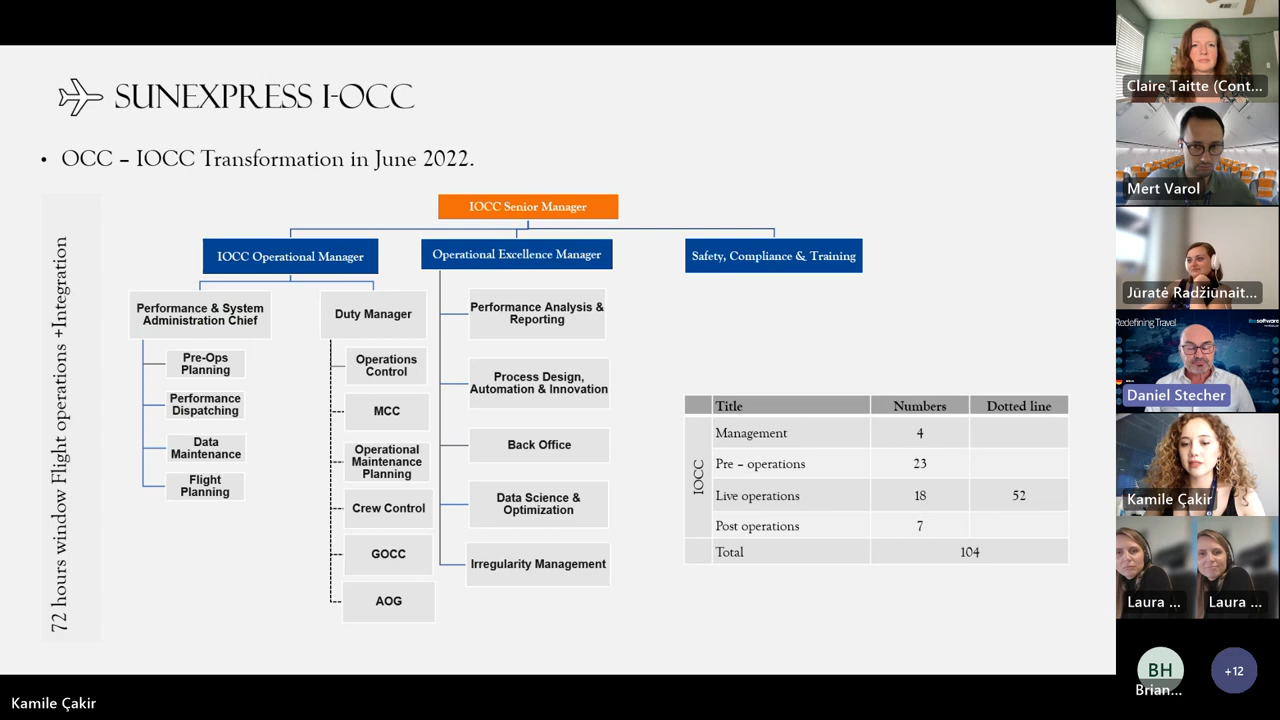 SUNEXPRESS I-OCC
• OCC – IOCC Transformation in June 2022.
72 hours window Flight operations +Integration
IOCC Senior Manager
IOCC Operational Manager
Operational Excellence Manager
Safety, Compliance & Training
Performance & System
Administration Chief
Pre-Ops
Planning
Performance
Dispatching
Data
Maintenance
Flight
Planning
Duty Manager
Operations
Control
MCC
Operational
Maintenance
Planning
Crew Control
GOCC
AOG
Performance Analysis &
Reporting
Process Design,
Automation & Innovation
Back Office
Data Science &
Optimization
Irregularity Management
IOCC
Title Numbers Dotted line
Management 4
Pre – operations 23
Live operations 18 52
Post operations 7
Total 104
Claire Taitte (Cont...
Mert Varol
Jūratė Radžiūnait...
Redefining Travel
Daniel Stecher
Kamile Çakir
Laura ...
Laura ...
BH
Brian...
+12
Kamile Çakir